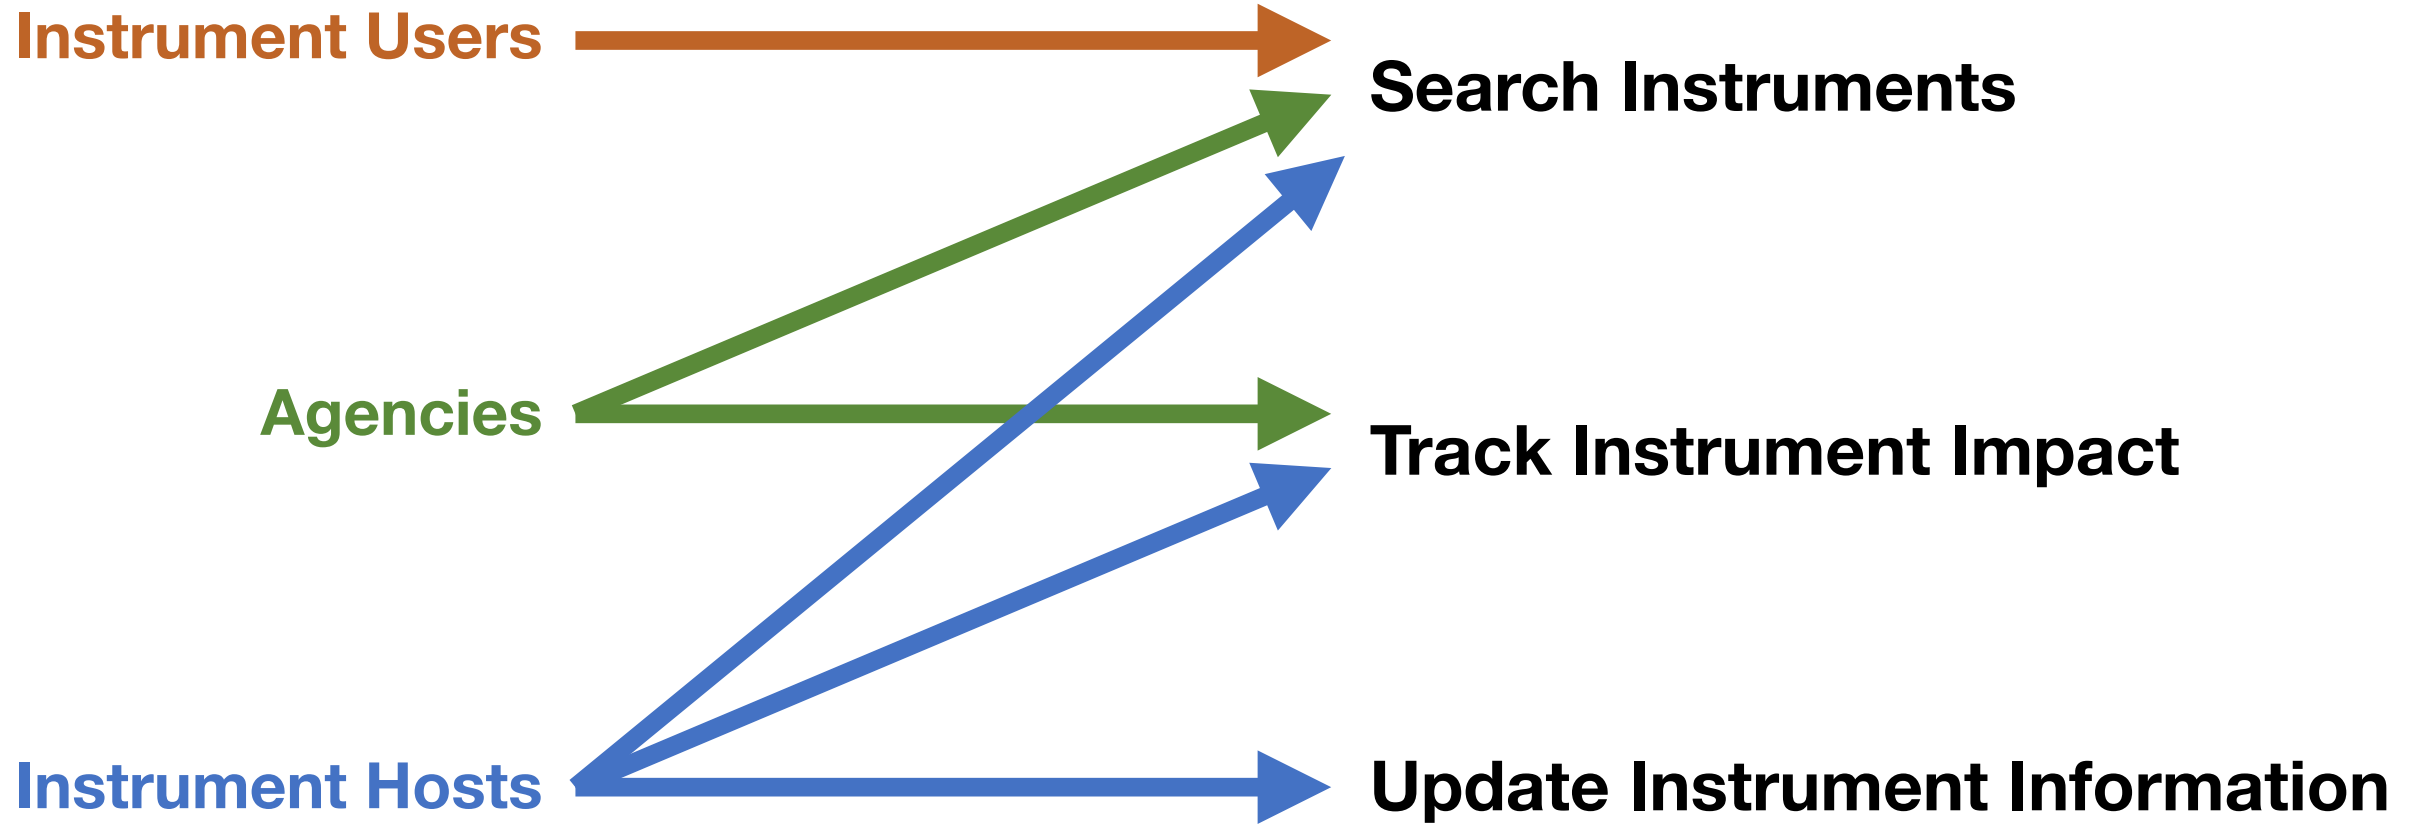 Instrument Users
Search Instruments
Agencies
Track Instrument Impact
Instrument Hosts
Update Instrument Information